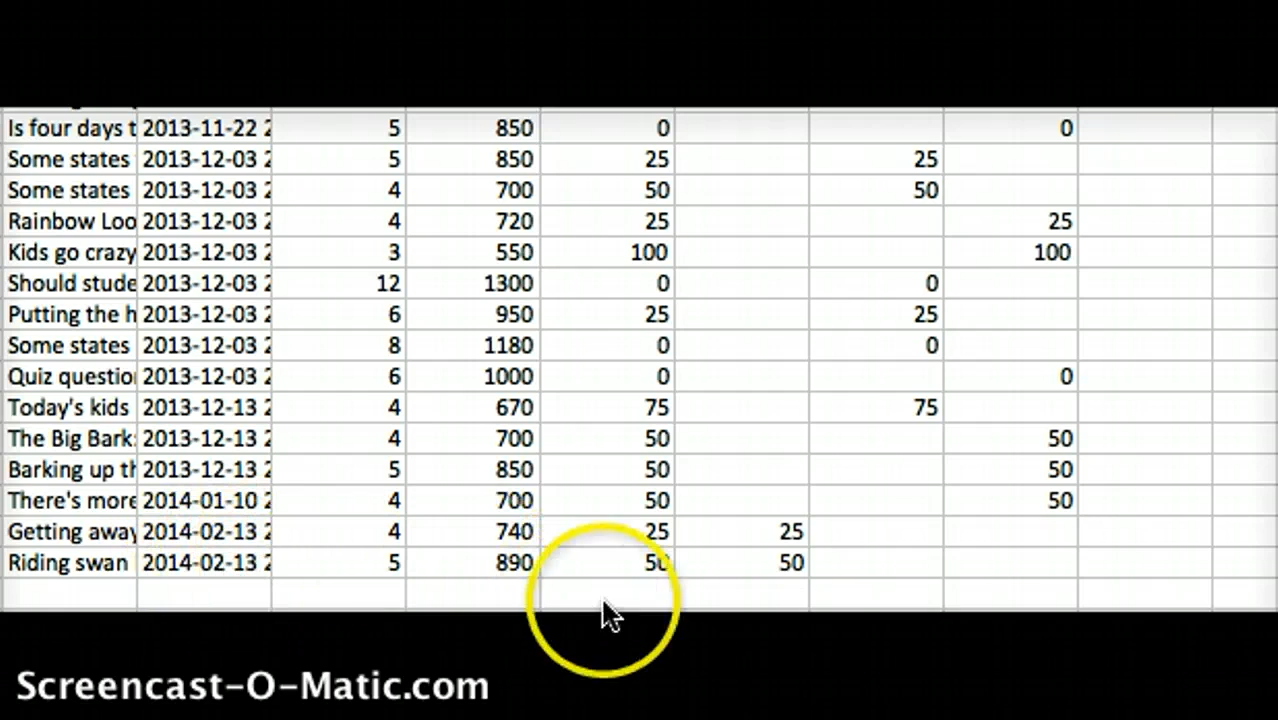 Is four days t 2013-11-22 2 5 850 0 0
Some states 2013-12-03 2 5 850 25 25
Some states 2013-12-03 2 4 700 50 50
Rainbow Loo 2013-12-03 2 4 720 25 25
Kids go crazy 2013-12-03 2 3 550 100 100
Should stude 2013-12-03 2 12 1300 0 0
Putting the h 2013-12-03 2 6 950 25 25
Some states 2013-12-03 2 8 1180 0 0
Quiz question 2013-12-03 2 6 1000 0 0
Today's kids 2013-12-13 2 4 670 75 75
The Big Bark: 2013-12-13 2 4 700 50 50
Barking up th 2013-12-13 2 5 850 50 50
There's more 2014-01-10 2 4 700 50 50
Getting away 2014-02-13 2 4 740 25 25
Riding swan 2014-02-13 2 5 890 50 50
Screencast-O-Matic.com